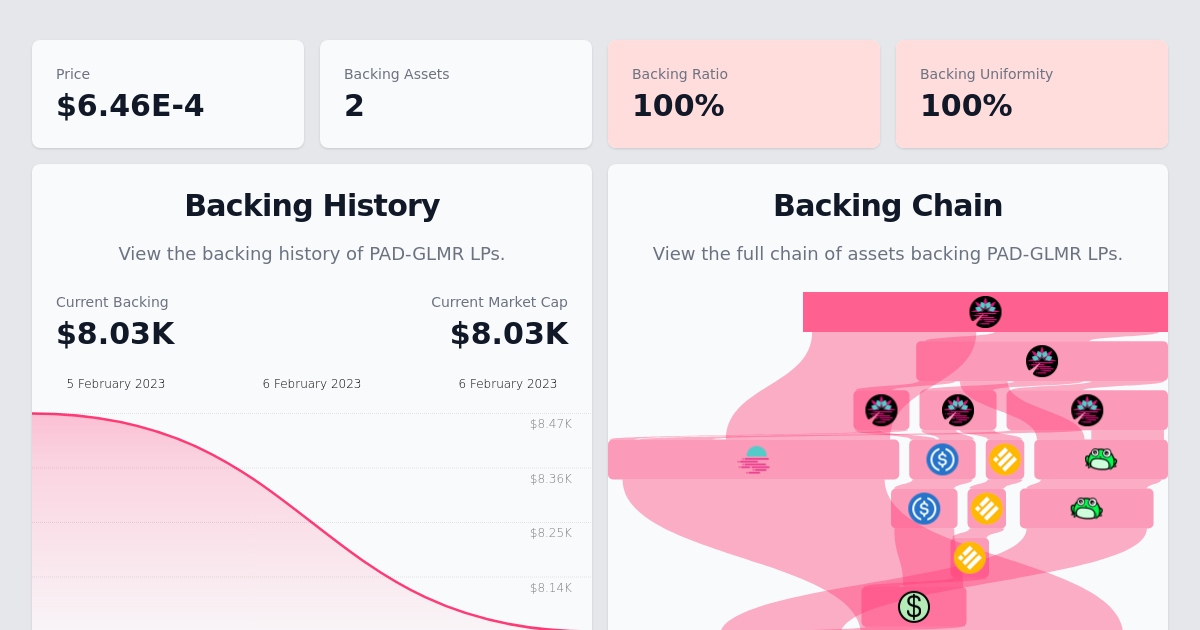 Price
$6.46E-4
Backing Assets
2
Backing Ratio
100%
Backing Uniformity
100%
Backing History
View the backing history of PAD-GLMR LPs.
Current Backing
$8.03K
Current Market Cap
$8.03K
5 February 2023
6 February 2023
6 February 2023
$8.47K
$8.36K
$8.25K
$8.14K
Backing Chain
View the full chain of assets backing PAD-GLMR LPs.
$
$
$